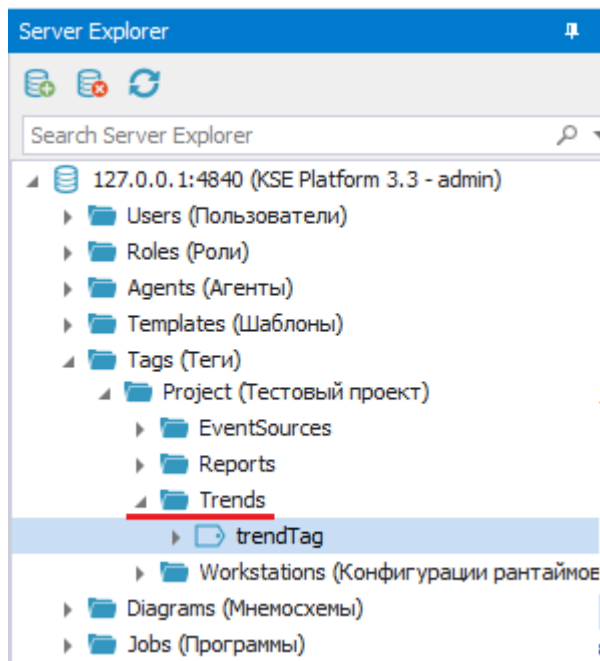 Server Explorer
Search Server Explorer
127.0.0.1:4840 (KSE Platform 3.3 - admin)
Users (Пользователи)
Roles (Роли)
Agents (Агенты)
Templates (Шаблоны)
Tags (Теги)
Project (Тестовый проект)
EventSources
Reports
Trends
trendTag
Workstations (Конфигурации рантаймов
Diagrams (Мнемосхемы)
Jobs (Программы)